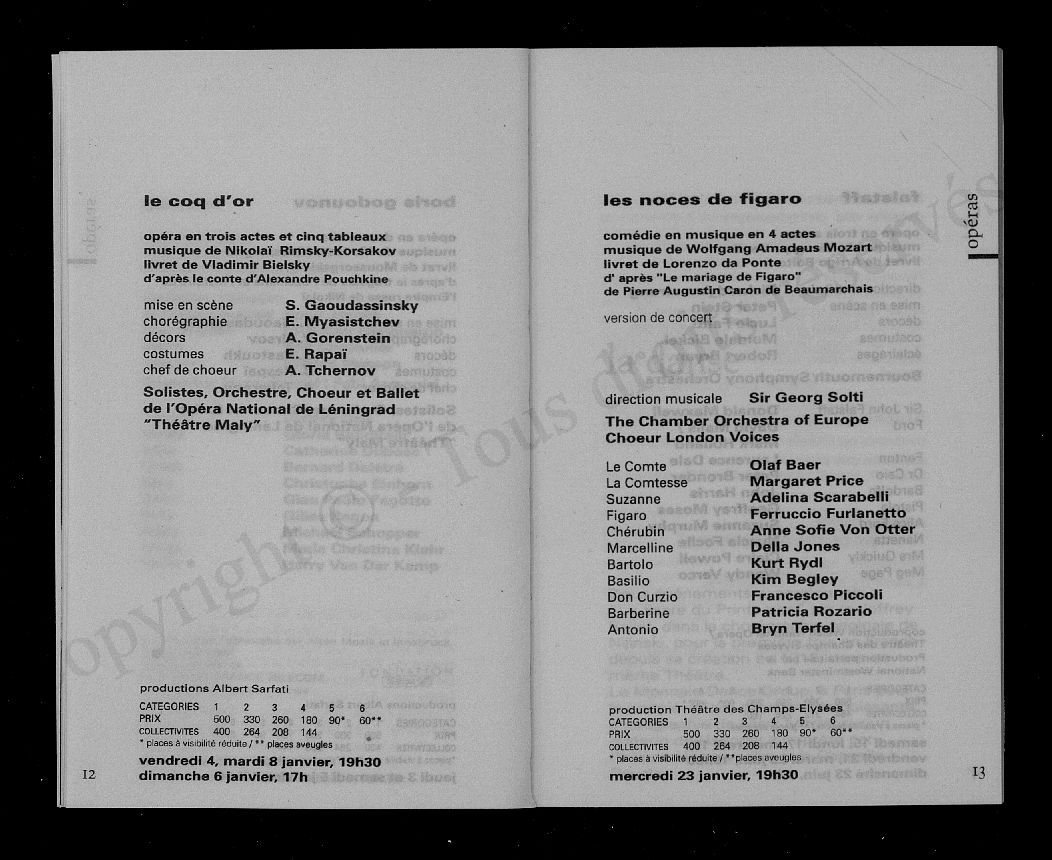 le coq d'or
opéra en trois actes et cinq tableaux
musique de Nikolaï Rimsky-Korsakov
livret de Vladimir Bielsky
d'après le conte d'Alexandre Pouchkine
mise en scène S. Gaoudassinsky
chorégraphie E. Myasistchev
décors A. Gorenstein
costumes E. Rapaï
chef de choeur A. Tchernov
Solistes, Orchestre, Choeur et Ballet
de l'Opéra National de Léningrad
"Théâtre Maly"
productions Albert Sarfati
CATEGORIES 1 2 3 4 5 6
PRIX 500 330 260 180 90* 60**
COLLECTIVITES 400 264 208 144
* places à visibilité réduite / ** places aveugles
vendredi 4, mardi 8 janvier, 19h30
dimanche 6 janvier, 17h
12
les noces de figaro
comédie en musique en 4 actes
musique de Wolfgang Amadeus Mozart
livret de Lorenzo da Ponte
d' après "Le mariage de Figaro"
de Pierre Augustin Caron de Beaumarchais
version de concert
direction musicale Sir Georg Solti
The Chamber Orchestra of Europe
Choeur London Voices
Le Comte Olaf Baer
La Comtesse Margaret Price
Suzanne Adelina Scarabelli
Figaro Ferruccio Furlanetto
Chérubin Anne Sofie Von Otter
Marcelline Della Jones
Bartolo Kurt Rydl
Basilio Kim Begley
Don Curzio Francesco Piccoli
Barberine Patricia Rozario
Antonio Bryn Terfel
production Théâtre des Champs-Elysées
CATEGORIES 1 2 3 4 5 6
PRIX 500 330 260 180 90* 60**
COLLECTIVITES 400 264 208 144
* places à visibilité réduite / **places aveugles
mercredi 23 janvier, 19h30
13
opéras
opyright © Tous droits réservés